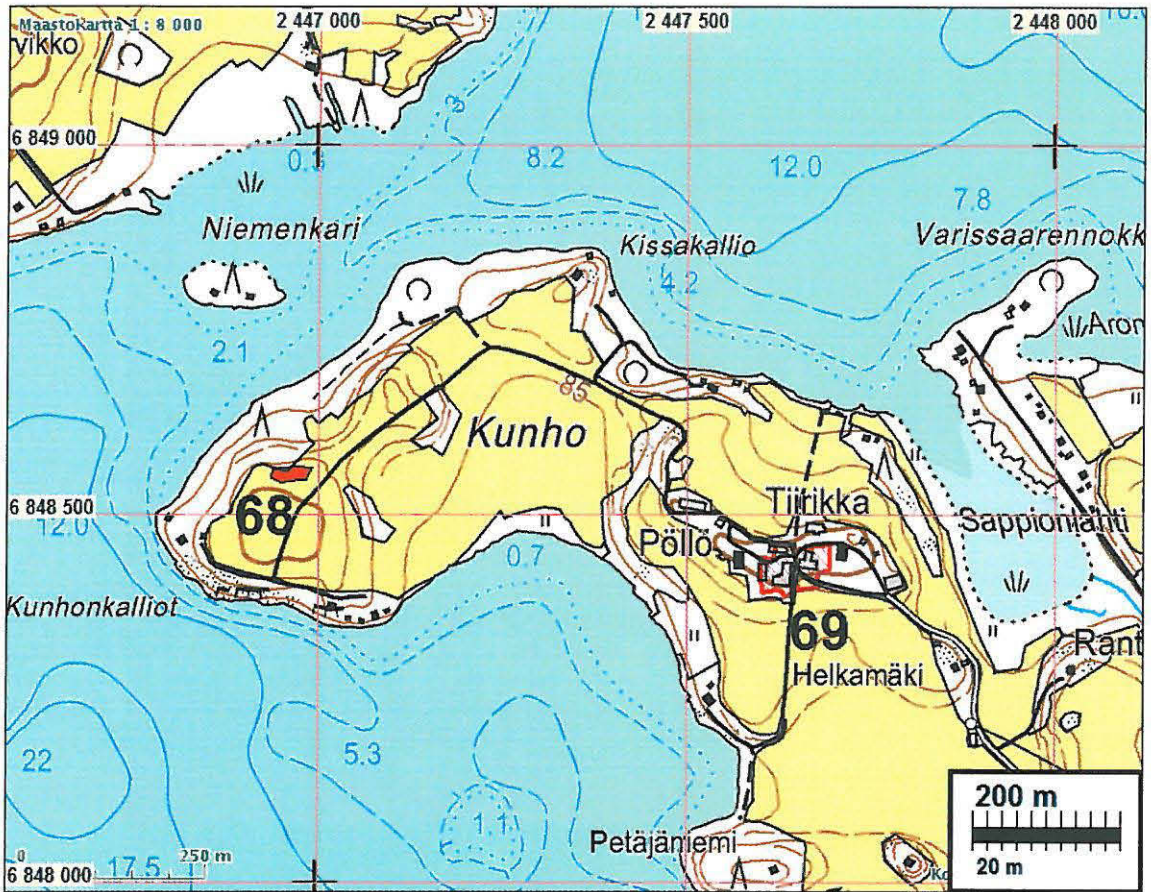 Maastokartta 1 : 8 000
2 447 000
2 447 500
2 448 000
vikko
3
6 849 000
8.2
12.0
7.8
Niemenkari
Kissakallio
Varissaarennokk
4.2
2.1
Aron
85
Kunho
6 848 500
12.0
68
Tiirikka
Sappionlahti
Pöllö
0.7
Kunhonkalliot
69
Rant
Helkamäki
22
5.3
200 m
1.1
Petäjäniemi
20 m
0
250 m
17.5
6 848 000
Ko